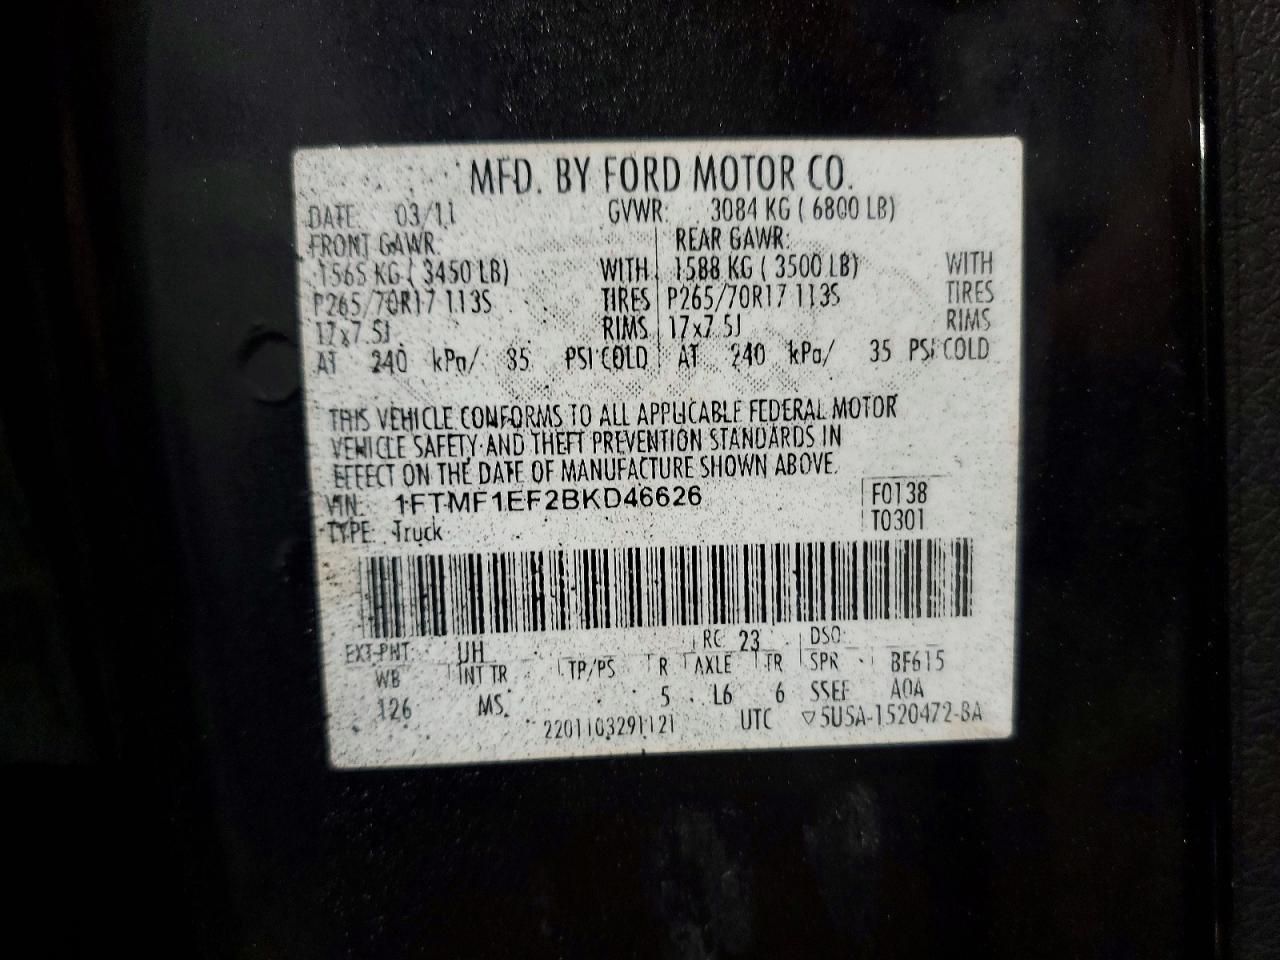 MFD. BY FORD MOTOR CO.
DATE: 03/11 GVWR: 3084 KG ( 6800 LB)
FRONT GAWR: REAR GAWR:
1565 KG ( 3450 LB) WITH 1588 KG ( 3500 LB) WITH
P265/70R17 113S TIRES P265/70R17 113S TIRES
17x7.5J RIMS 17x7.5J RIMS
AT 240 kPa/ 35 PSI COLD AT 240 kPa/ 35 PSI COLD
THIS VEHICLE CONFORMS TO ALL APPLICABLE FEDERAL MOTOR
VEHICLE SAFETY AND THEFT PREVENTION STANDARDS IN
EFFECT ON THE DATE OF MANUFACTURE SHOWN ABOVE.
VIN: 1FTMF1EF2BKD46626 F0138
TYPE: Truck T0301
EXT PNT: UH RC 23 DSO:
WB INT TR TP/PS R AXLE TR SPR BF615
126 MS 5 L6 6 SSEF A0A
2201103291121 UTC ▽5U5A-1520472-BA